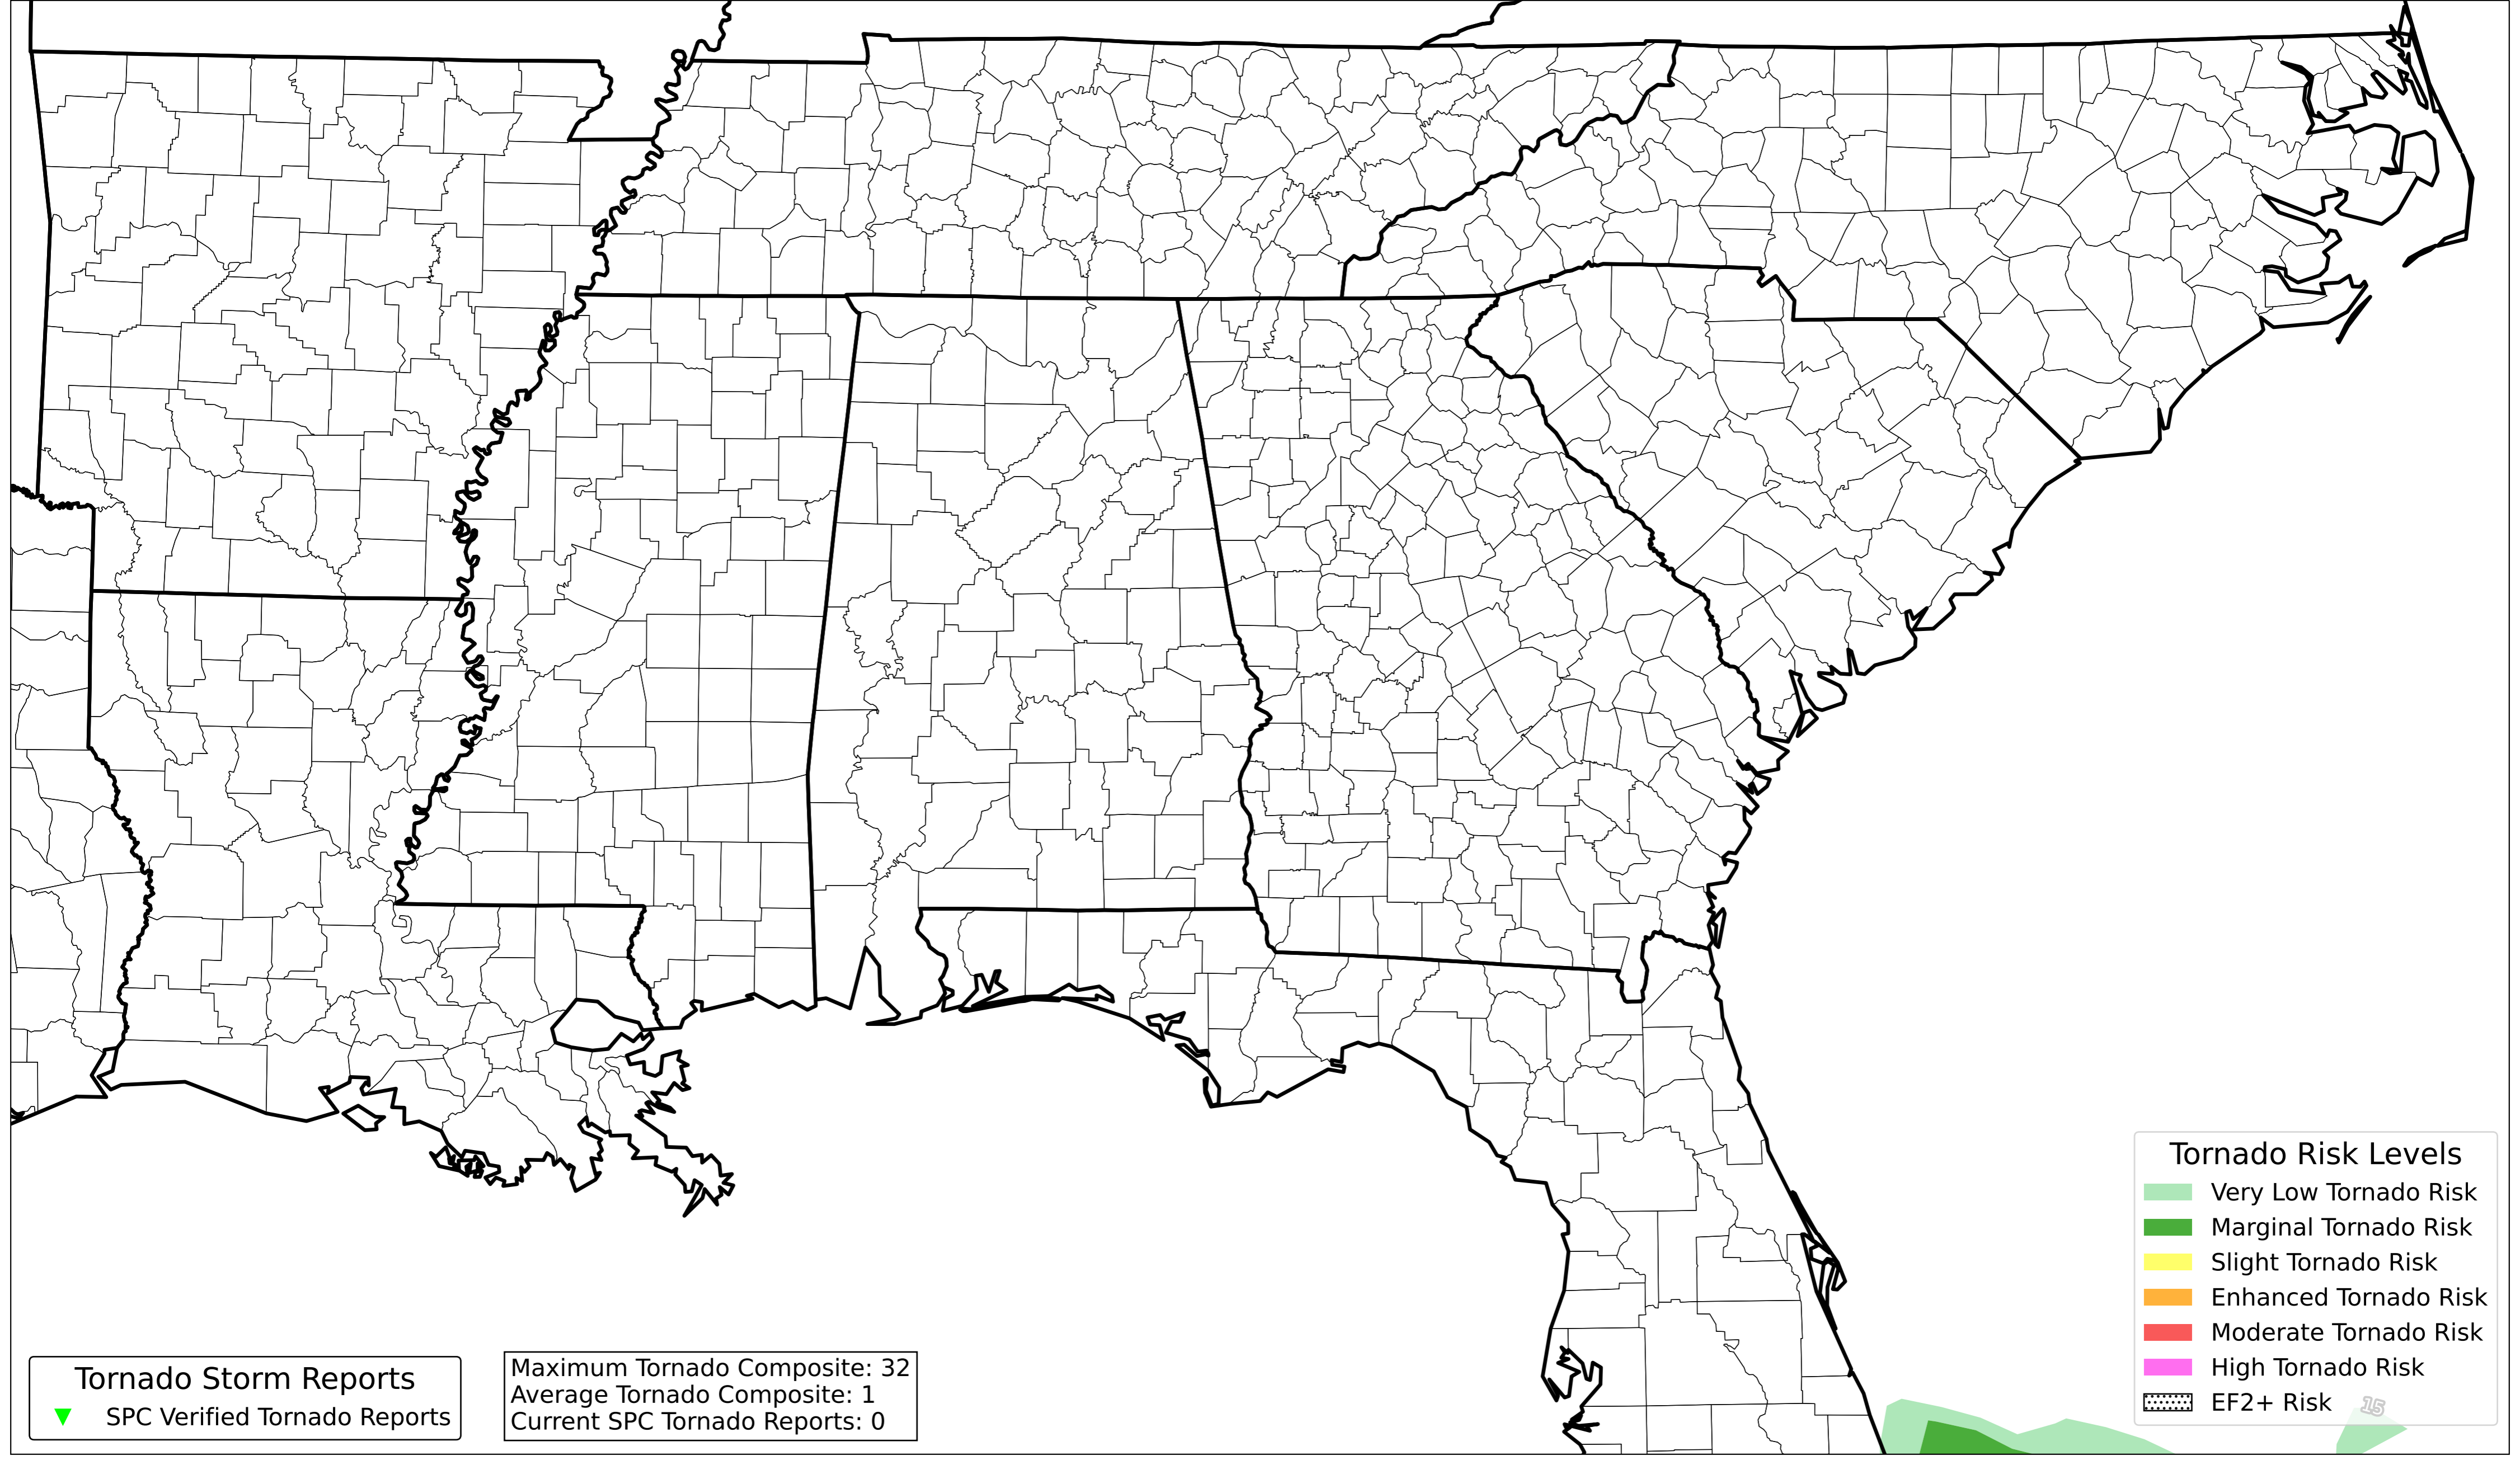 Tornado Risk Levels
Very Low Tornado Risk
Marginal Tornado Risk
Slight Tornado Risk
Enhanced Tornado Risk
Moderate Tornado Risk
High Tornado Risk
EF2+ Risk
15
Tornado Storm Reports
SPC Verified Tornado Reports
Maximum Tornado Composite: 32
Average Tornado Composite: 1
Current SPC Tornado Reports: 0